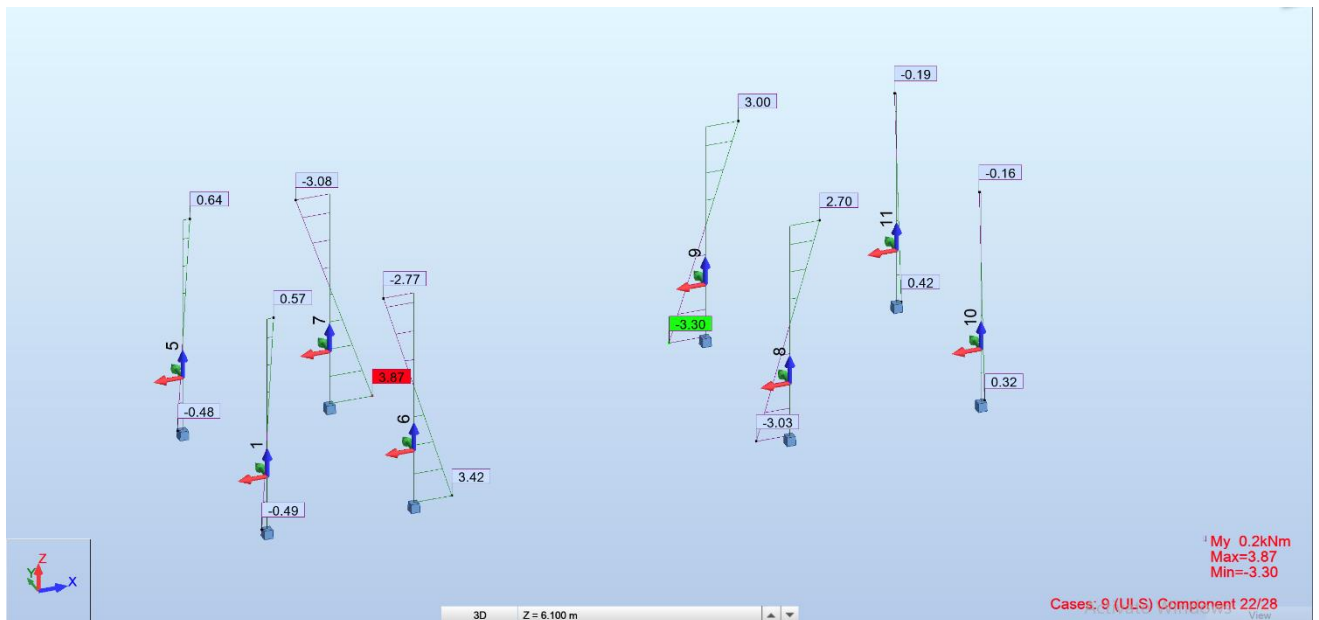 -0.19
3.00
-0.16
-3.08
0.64
2.70
11
9
-2.77
0.42
0.57
7
5
-3.30
10
8
3.87
0.32
-0.48
6
-3.03
1
3.42
-0.49
My 0.2kNm
Max=3.87
Min=-3.30
Z
Y
X
Cases: 9 (ULS) Component 22/28
3D Z = 6.100 m
View